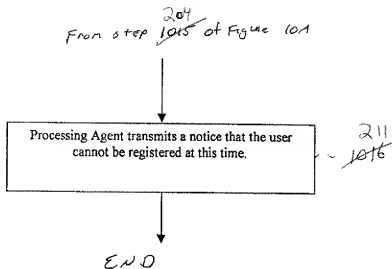 204
From step 1015 of Figure 10A
Processing Agent transmits a notice that the user
cannot be registered at this time.
211
1016
END